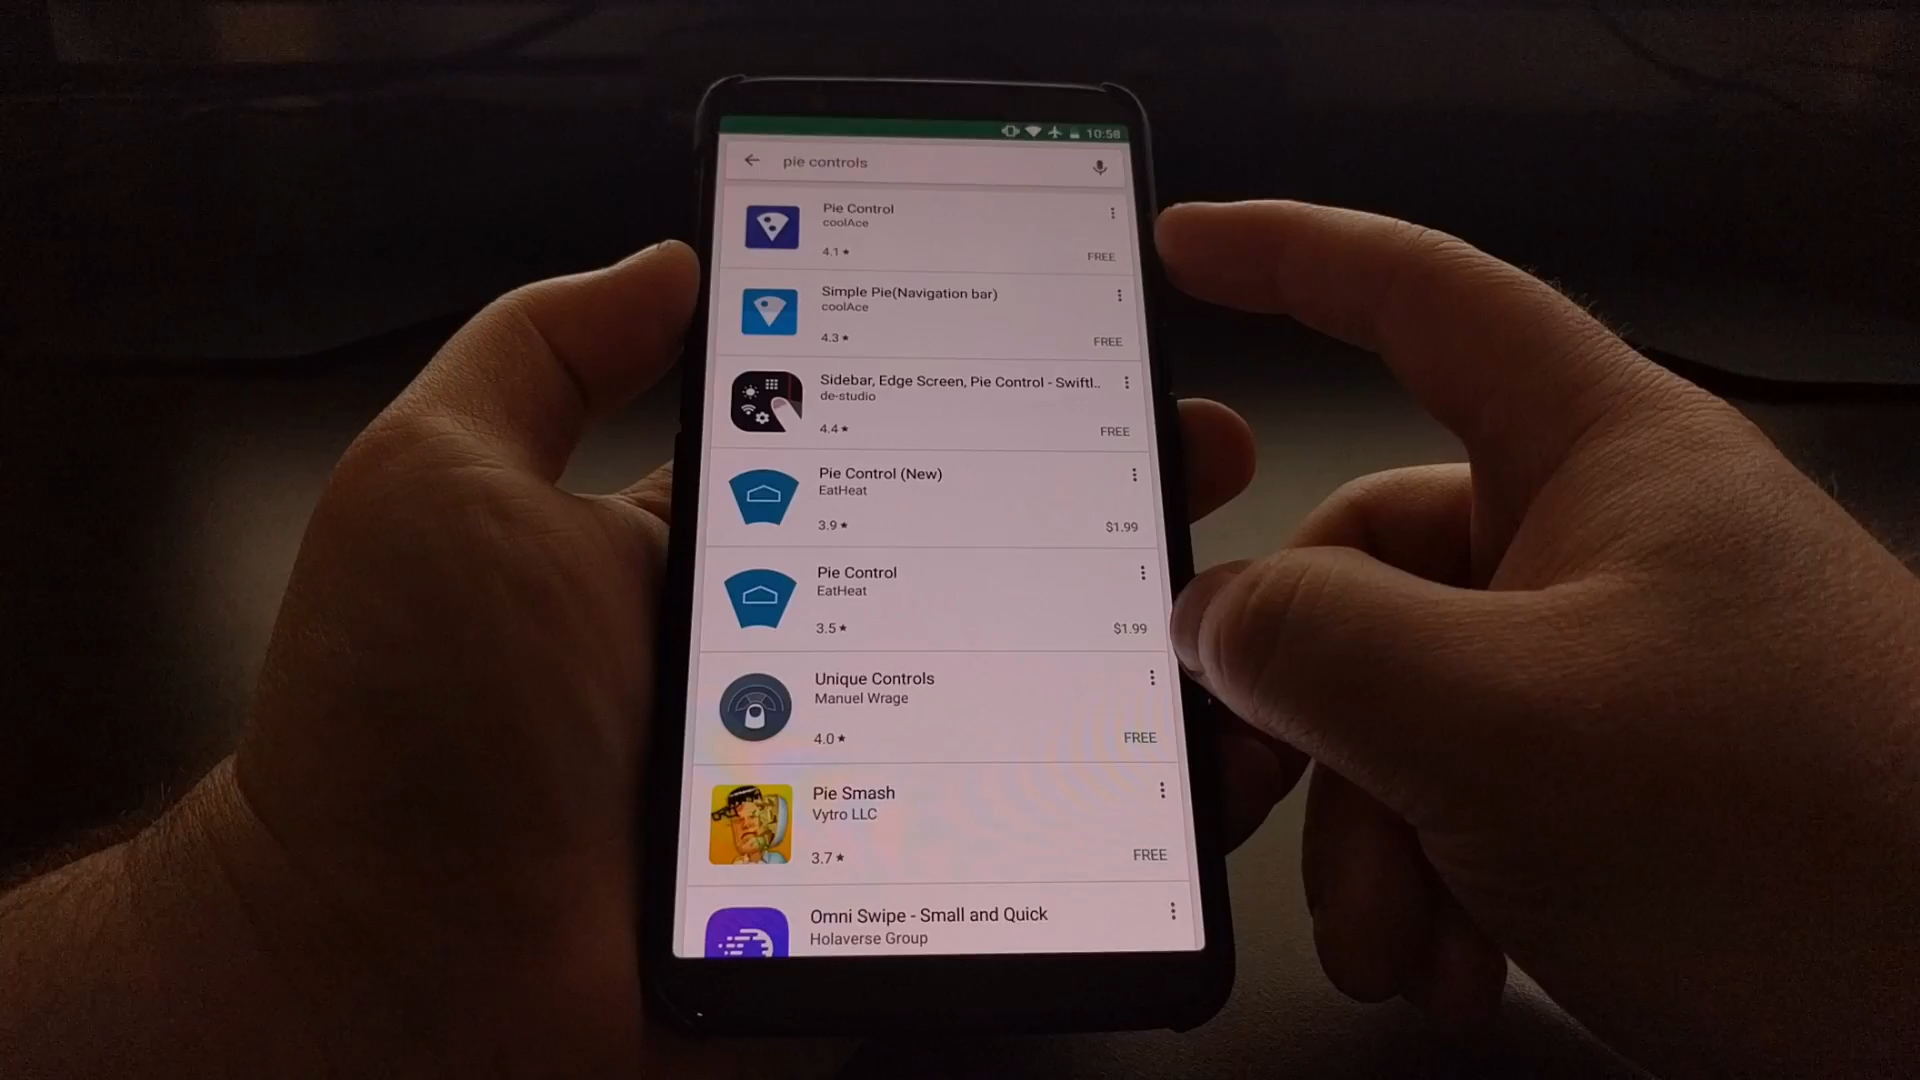 10:58
pie controls
Pie Control
coolAce
4.1★
FREE
Simple Pie(Navigation bar)
coolAce
4.3★
FREE
Sidebar, Edge Screen, Pie Control - Swiftl..
de-studio
4.4★
FREE
Pie Control (New)
EatHeat
3.9★
$1.99
Pie Control
EatHeat
3.5★
$1.99
Unique Controls
Manuel Wrage
4.0★
FREE
Pie Smash
Vytro LLC
3.7★
FREE
Omni Swipe - Small and Quick
Holaverse Group